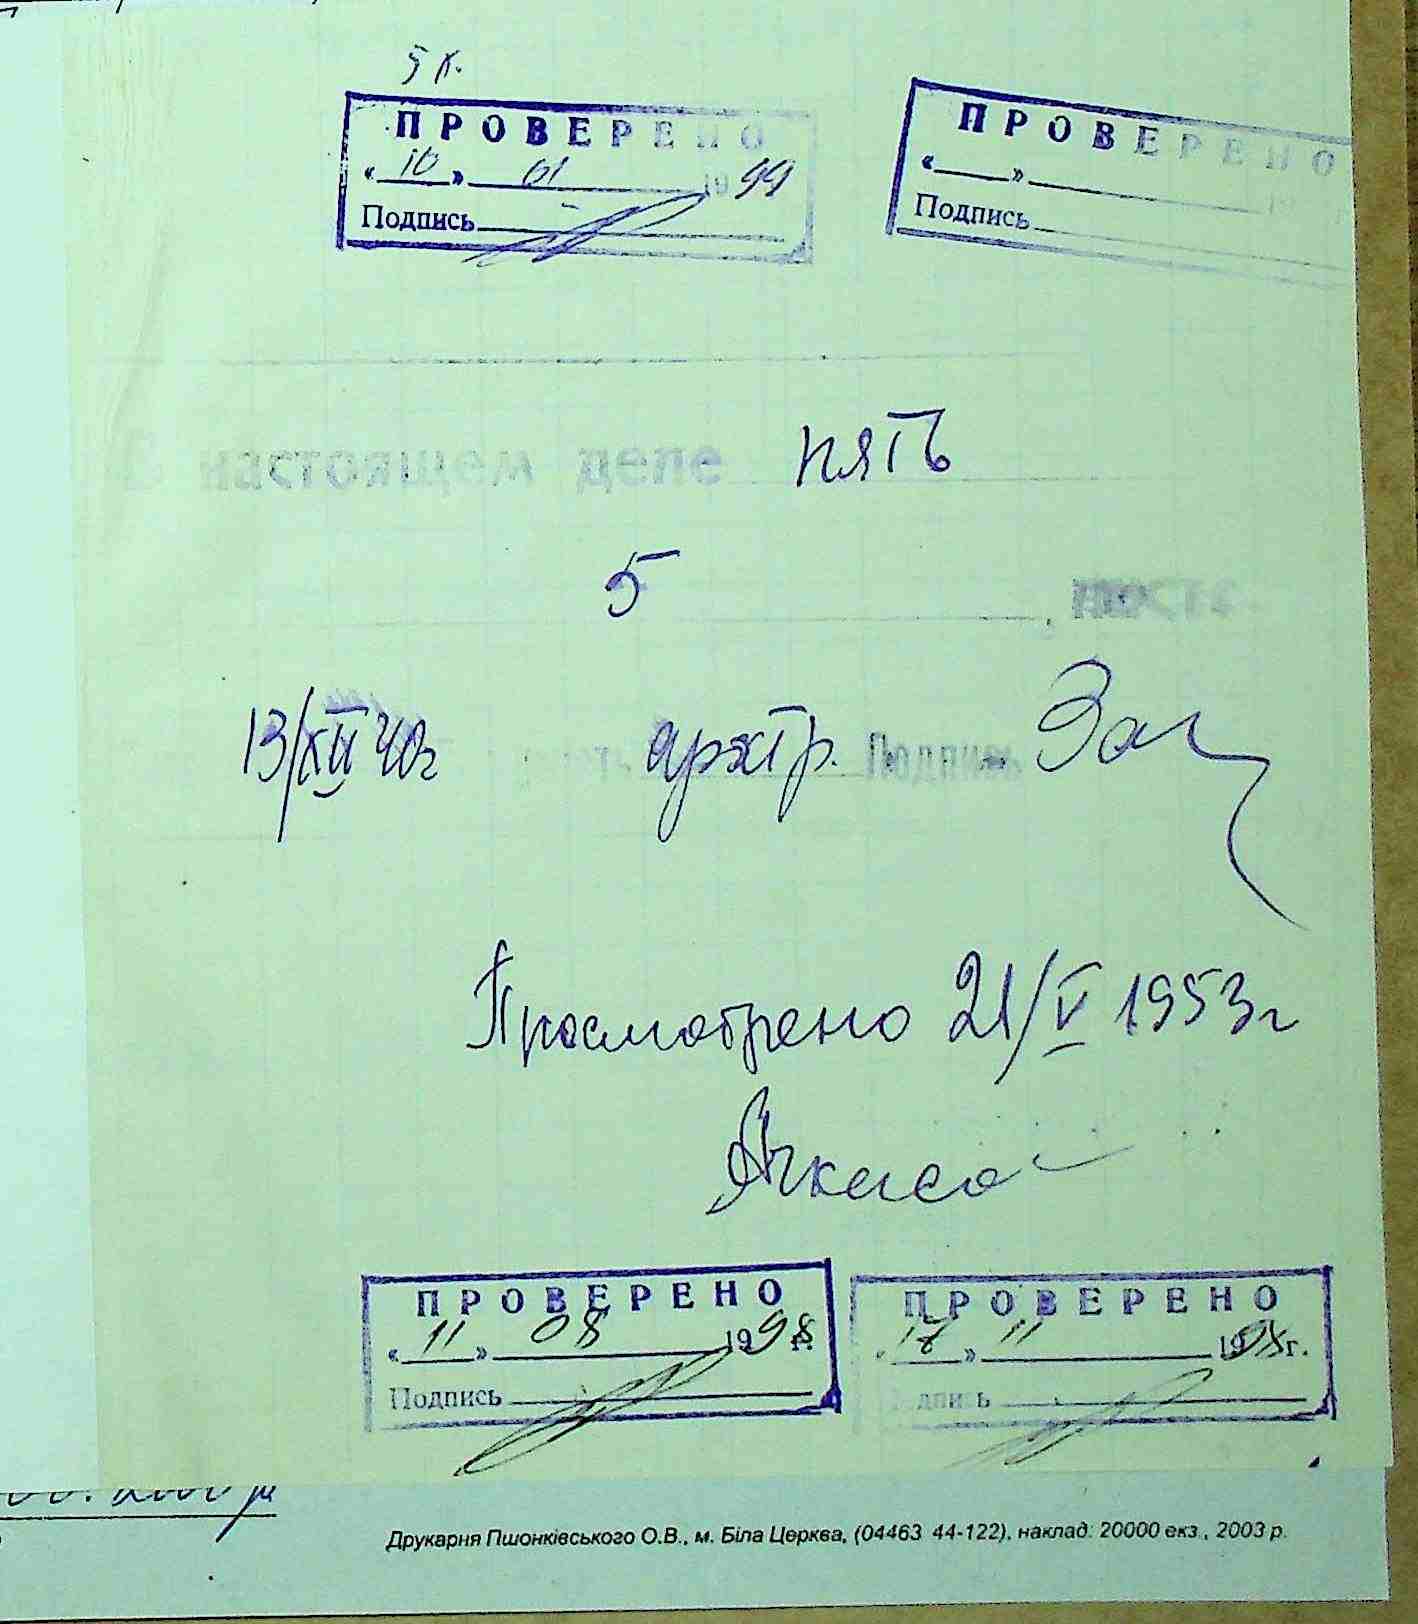 5 к.
ПРОВЕРЕНО
«10» 01 1999
Подпись
ПРОВЕРЕНО
« » 19
Подпись
настоящем деле пять
5
13/XII 40г Подпись
Просмотрено 21/V 1953г
ПРОВЕРЕНО
«11» 08 1998 г.
Подпись
ПРОВЕРЕНО
«17» 11 1998г.
Подпись
Друкарня Пшонківського О.В., м. Біла Церква, (04463 44-122), наклад: 20000 екз., 2003 р.